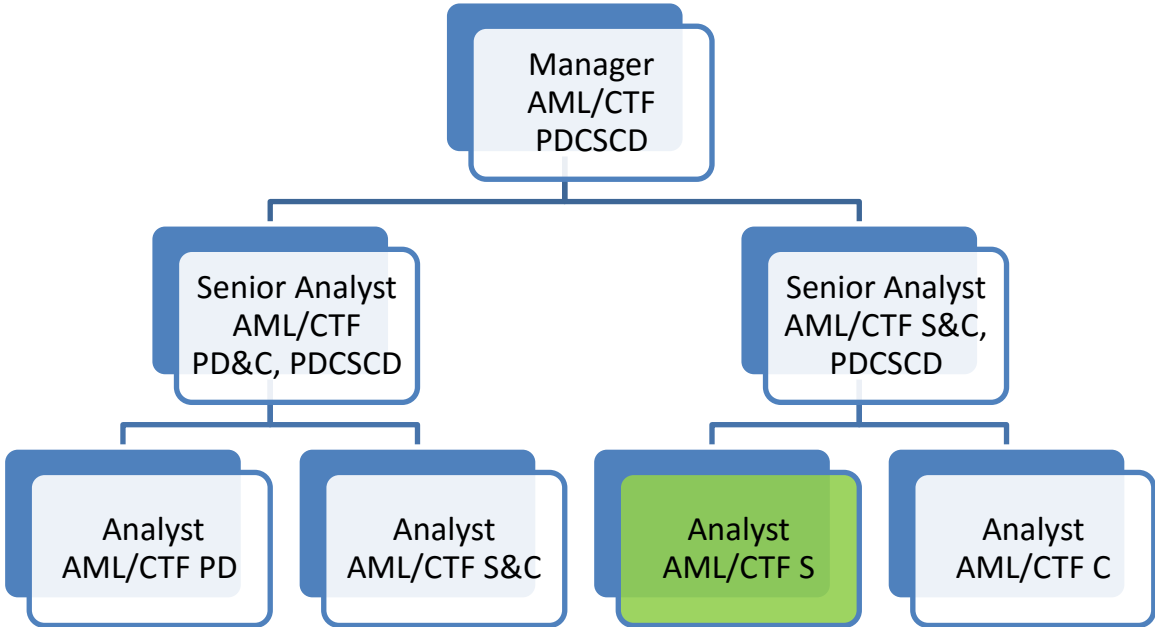 Manager
AML/CTF
PDCSCD
Senior Analyst
AML/CTF
PD&C, PDCSCD
Senior Analyst
AML/CTF S&C,
PDCSCD
Analyst
AML/CTF PD
Analyst
AML/CTF S&C
Analyst
AML/CTF S
Analyst
AML/CTF C